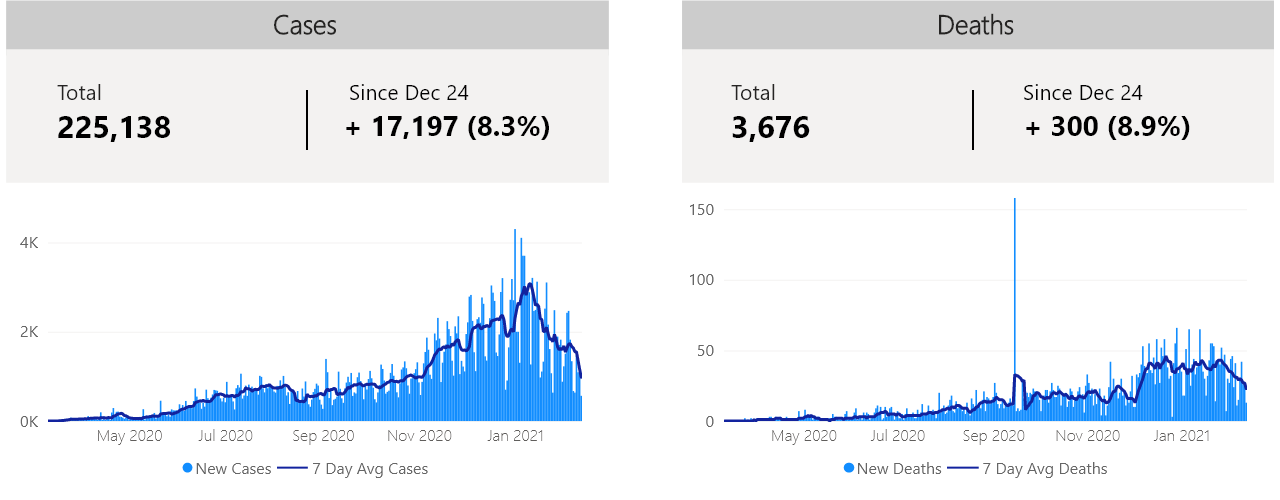 Cases
Total
225,138
Since Dec 24
+ 17,197 (8.3%)
4K
2K
0K
May 2020 Jul 2020 Sep 2020 Nov 2020 Jan 2021
New Cases 7 Day Avg Cases
Deaths
Total
3,676
Since Dec 24
+ 300 (8.9%)
150
100
50
0
May 2020 Jul 2020 Sep 2020 Nov 2020 Jan 2021
New Deaths 7 Day Avg Deaths